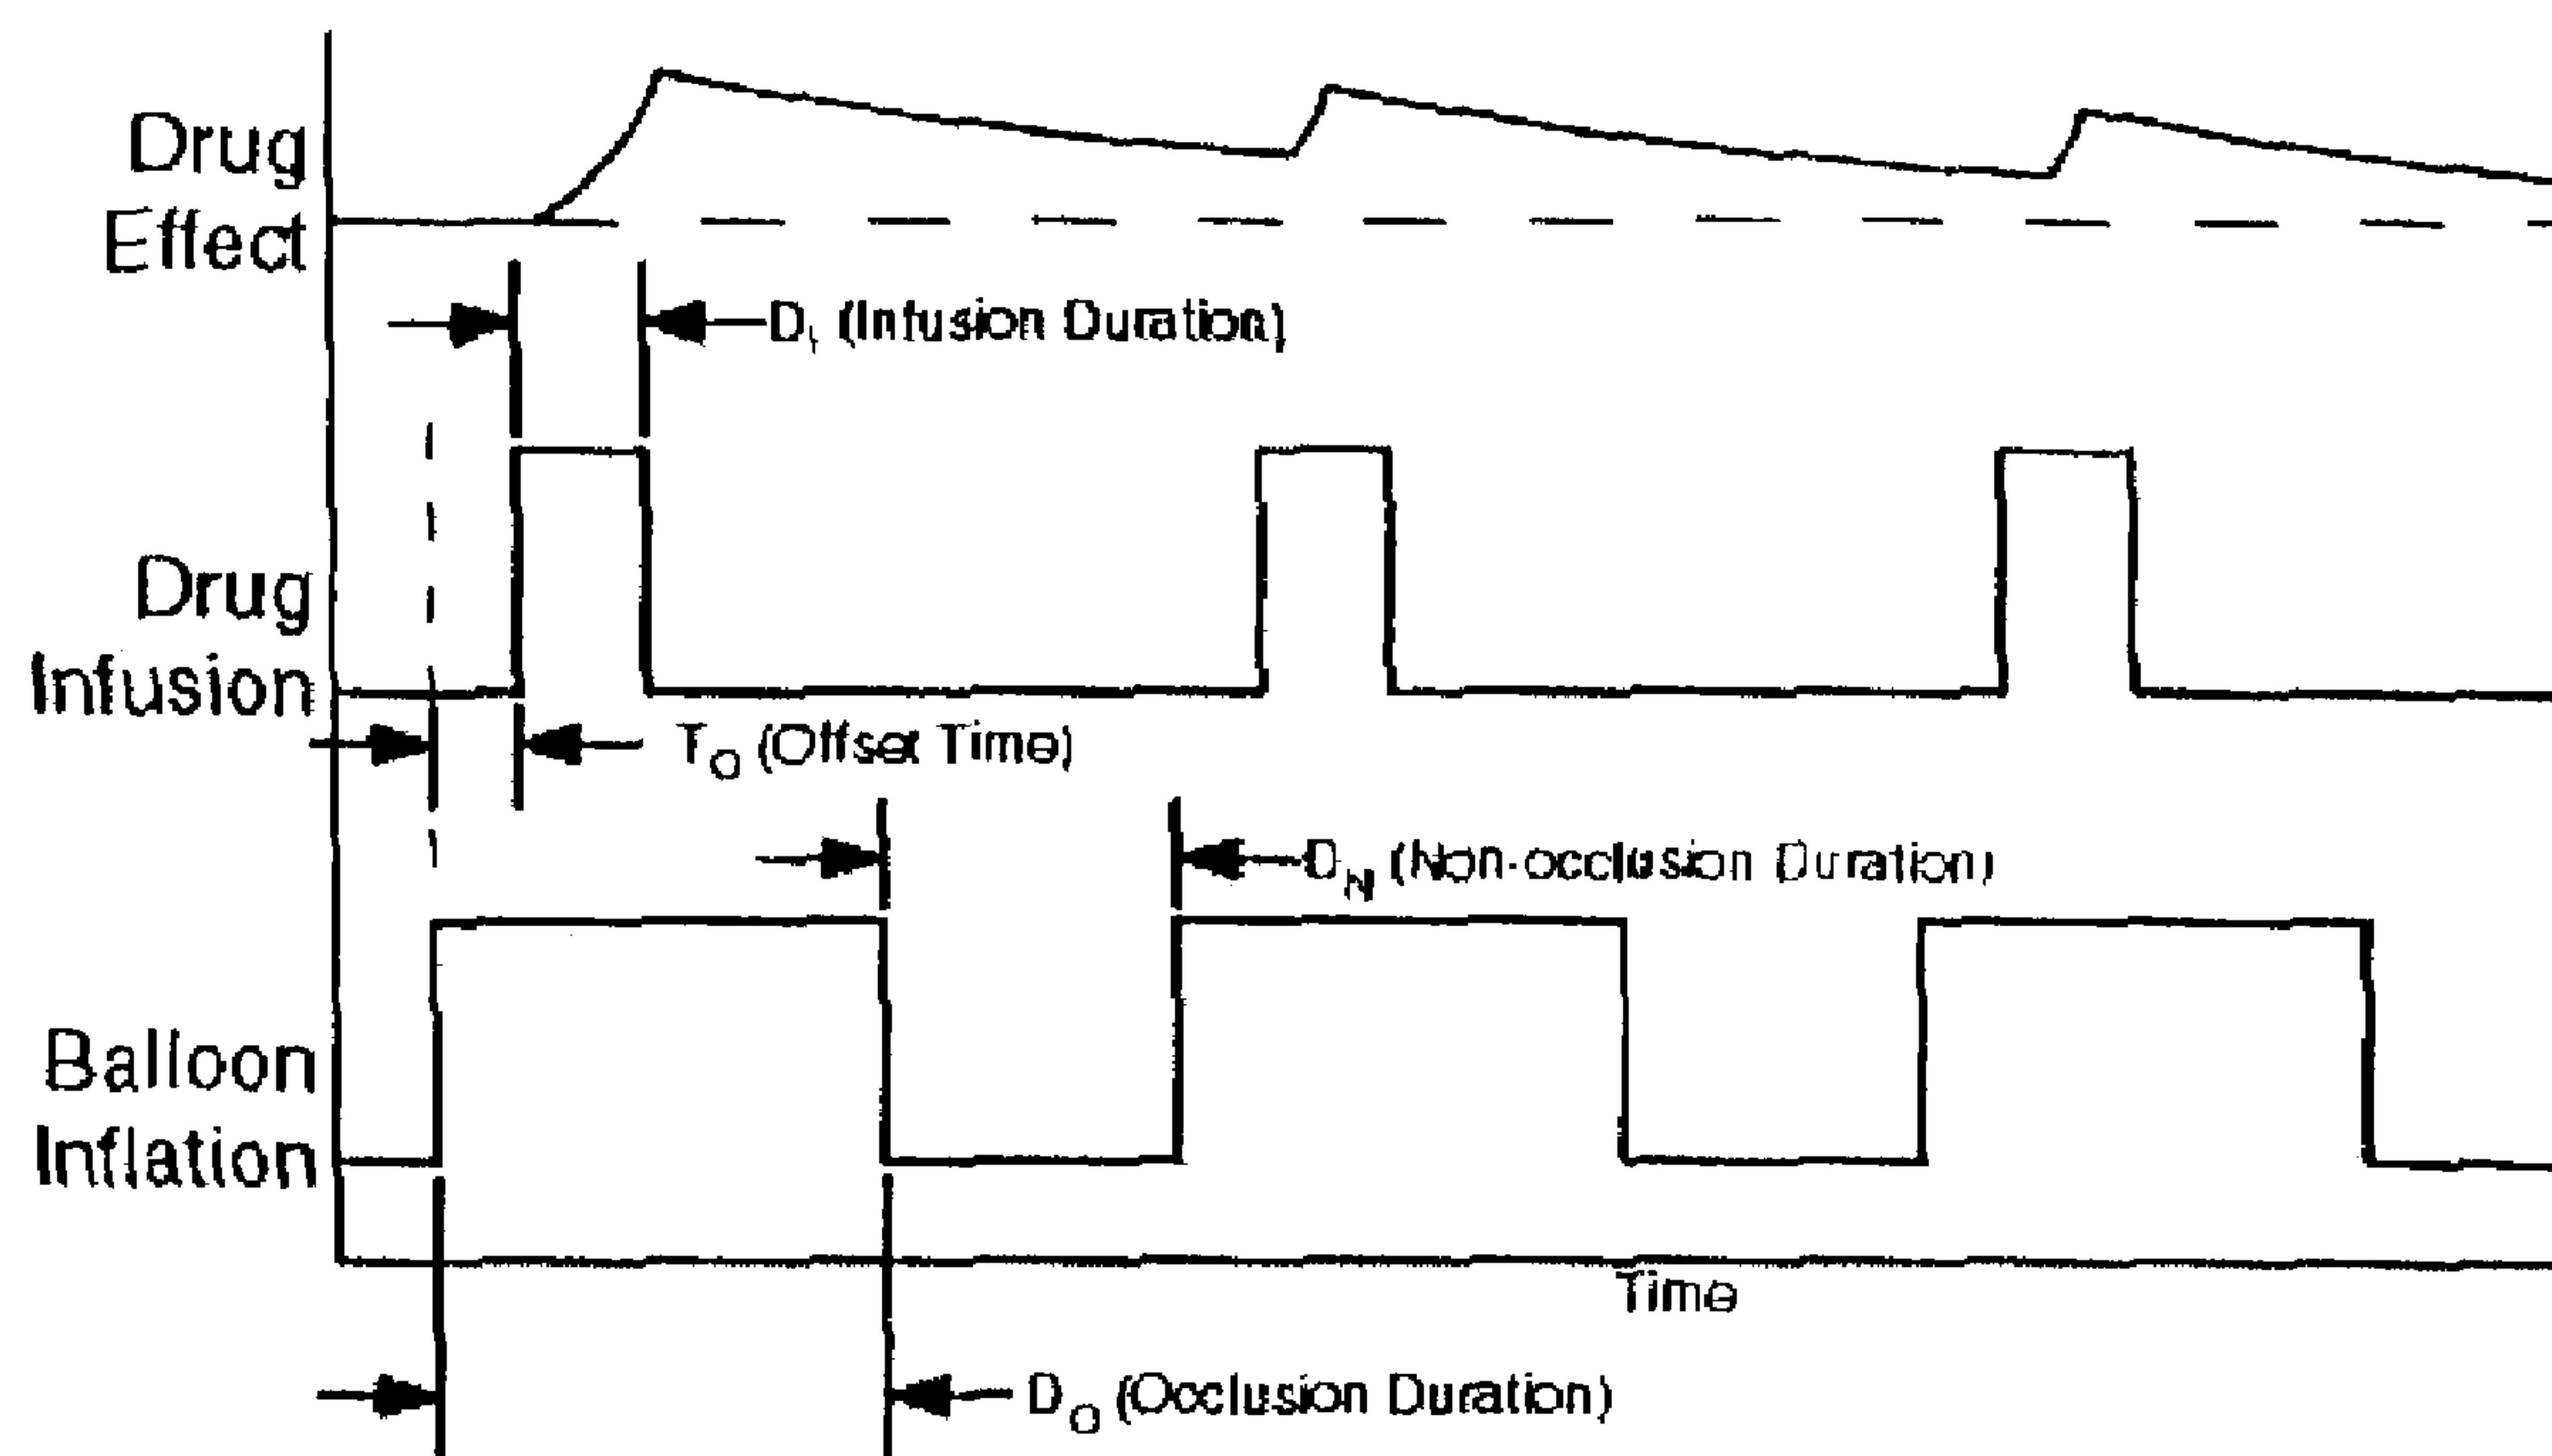 Drug
Effect
D_I (Infusion Duration)
Drug
Infusion
T_O (Offset Time)
D_N (Non-occlusion Duration)
Balloon
Inflation
Time
D_O (Occlusion Duration)